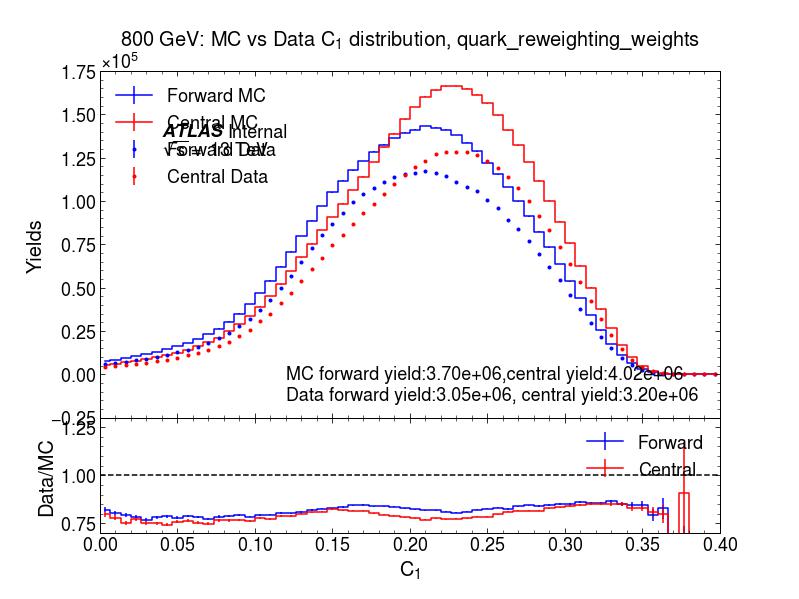 800 GeV: MC vs Data C₁ distribution, quark_reweighting_weights
×10⁵
1.75
1.50
1.25
1.00
0.75
0.50
0.25
0.00
−0.25
Yields
Forward MC
Central MC
ATLAS Internal
Forward Data
√s = 13 TeV
Central Data
MC forward yield:3.70e+06,central yield:4.02e+06
Data forward yield:3.05e+06, central yield:3.20e+06
1.25
1.00
0.75
Data/MC
Forward
Central
0.00 0.05 0.10 0.15 0.20 0.25 0.30 0.35 0.40
C₁